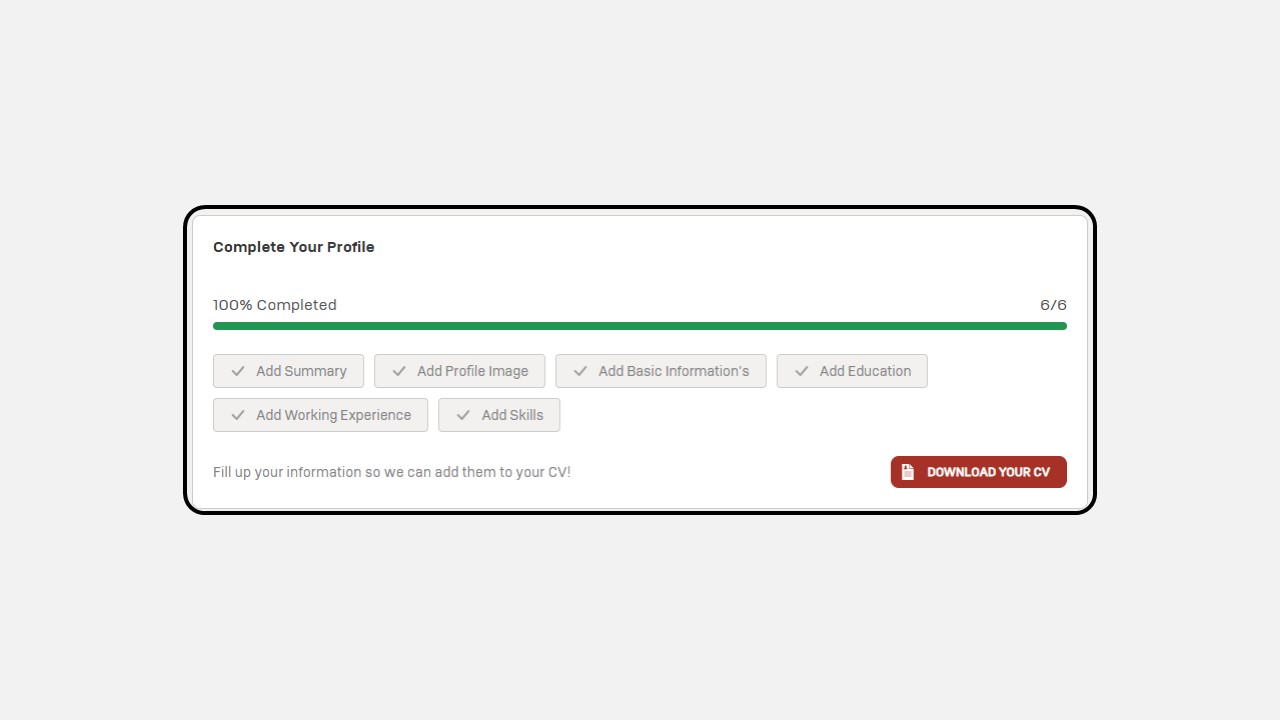 Complete Your Profile
100% Completed 6/6
Add Summary Add Profile Image Add Basic Information's Add Education
Add Working Experience Add Skills
Fill up your information so we can add them to your CV! DOWNLOAD YOUR CV